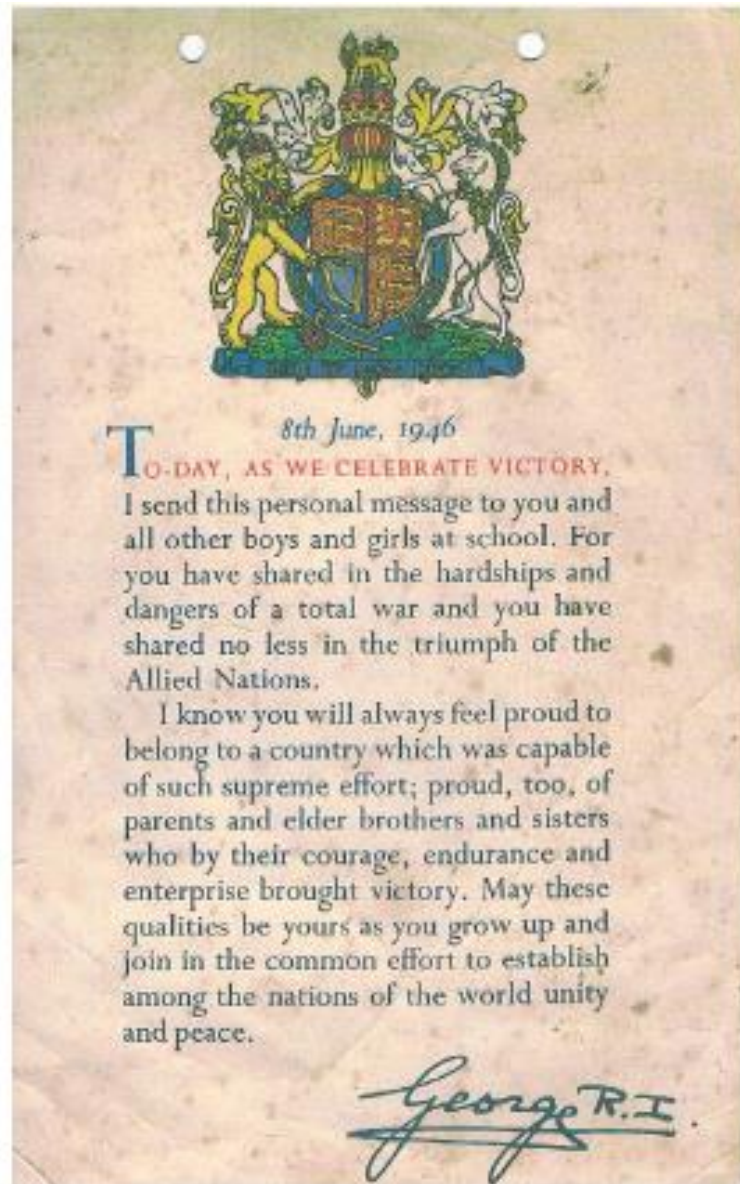 8th June, 1946
TO-DAY, AS WE CELEBRATE VICTORY,
I send this personal message to you and
all other boys and girls at school. For
you have shared in the hardships and
dangers of a total war and you have
shared no less in the triumph of the
Allied Nations.
I know you will always feel proud to
belong to a country which was capable
of such supreme effort; proud, too, of
parents and elder brothers and sisters
who by their courage, endurance and
enterprise brought victory. May these
qualities be yours as you grow up and
join in the common effort to establish
among the nations of the world unity
and peace.
George R.I.